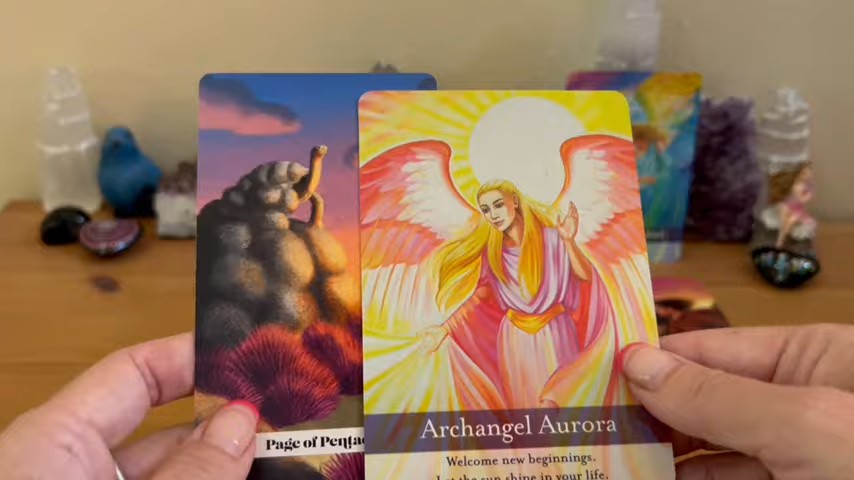 Page of Pentac
Archangel Aurora
Welcome new beginnings.
Let the sun shine in your life.